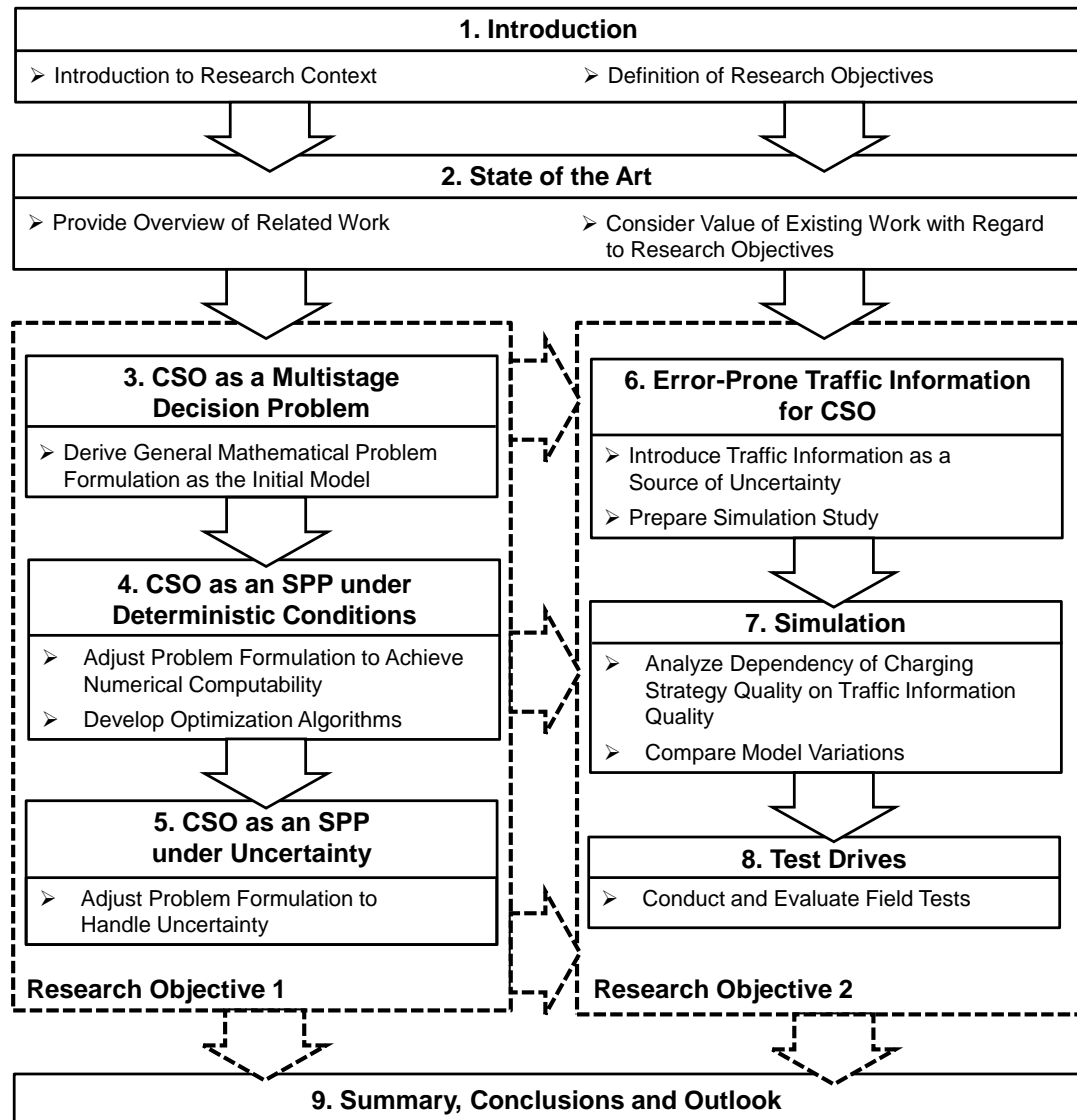 1. Introduction
➢ Introduction to Research Context
➢ Definition of Research Objectives
2. State of the Art
➢ Provide Overview of Related Work
➢ Consider Value of Existing Work with Regard
to Research Objectives
3. CSO as a Multistage
Decision Problem
➢ Derive General Mathematical Problem
Formulation as the Initial Model
4. CSO as an SPP under
Deterministic Conditions
➢ Adjust Problem Formulation to Achieve
Numerical Computability
➢ Develop Optimization Algorithms
5. CSO as an SPP
under Uncertainty
➢ Adjust Problem Formulation to
Handle Uncertainty
Research Objective 1
6. Error-Prone Traffic Information
for CSO
➢ Introduce Traffic Information as a
Source of Uncertainty
➢ Prepare Simulation Study
7. Simulation
➢ Analyze Dependency of Charging
Strategy Quality on Traffic Information
Quality
➢ Compare Model Variations
8. Test Drives
➢ Conduct and Evaluate Field Tests
Research Objective 2
9. Summary, Conclusions and Outlook